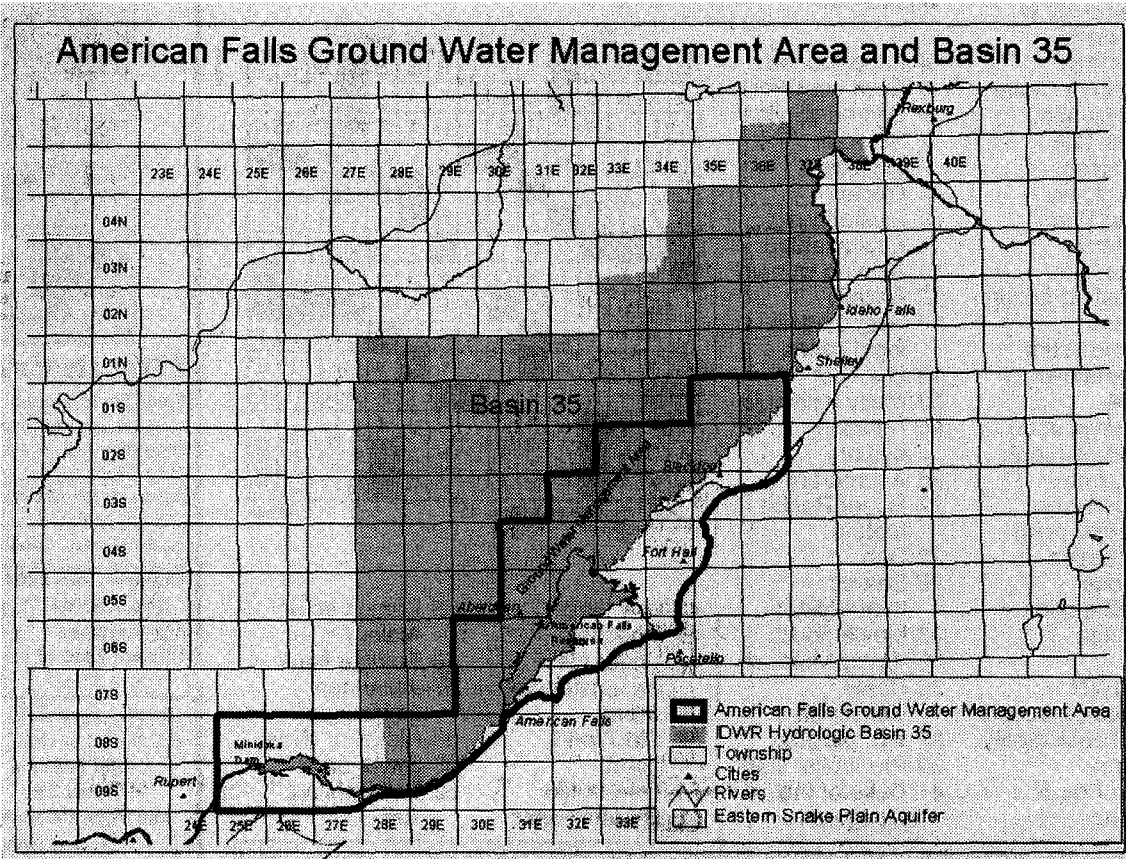 American Falls Ground Water Management Area and Basin 35
Rexburg
23E 24E 25E 26E 27E 28E 29E 30E 31E 32E 33E 34E 35E 36E 37E 38E 39E 40E
04N
03N
02N
Idaho Falls
01N
Shelley
01S
Basin 35
02S
Blackfoot
Ground Water Management Area
03S
04S
Fort Hall
05S
Aberdeen
American Falls
Reservoir
06S
Pocatello
07S
American Falls
08S
Minidoka
Dam
Rupert
09S
24E 25E 26E 27E 28E 29E 30E 31E 32E 33E
American Falls Ground Water Management Area
IDWR Hydrologic Basin 35
Township
Cities
Rivers
Eastern Snake Plain Aquifer